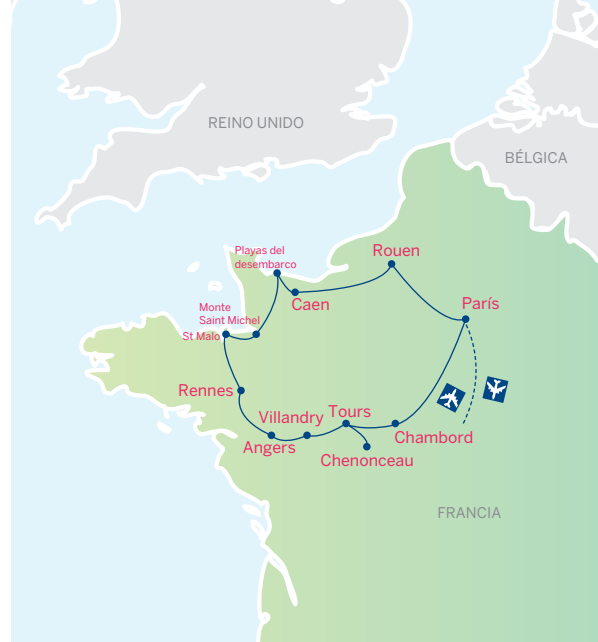 REINO UNIDO
BÉLGICA
Playas del
desembarco
Rouen
Caen
París
Monte
Saint Michel
St Malo
Rennes
Villandry
Tours
Angers
Chambord
Chenonceau
FRANCIA